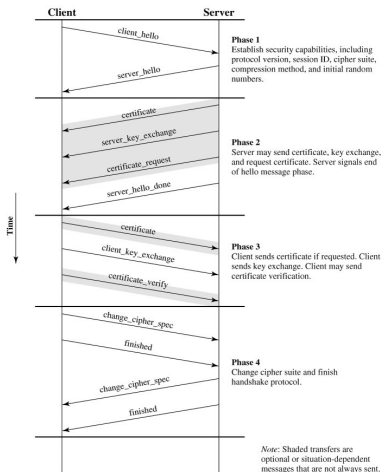 Client
Server
client_hello
server_hello
Phase 1
Establish security capabilities, including
protocol version, session ID, cipher suite,
compression method, and initial random
numbers.
certificate
server_key_exchange
certificate_request
server_hello_done
Phase 2
Server may send certificate, key exchange,
and request certificate. Server signals end
of hello message phase.
Time
certificate
client_key_exchange
certificate_verify
Phase 3
Client sends certificate if requested. Client
sends key exchange. Client may send
certificate verification.
change_cipher_spec
finished
change_cipher_spec
finished
Phase 4
Change cipher suite and finish
handshake protocol.
Note: Shaded transfers are
optional or situation-dependent
messages that are not always sent.